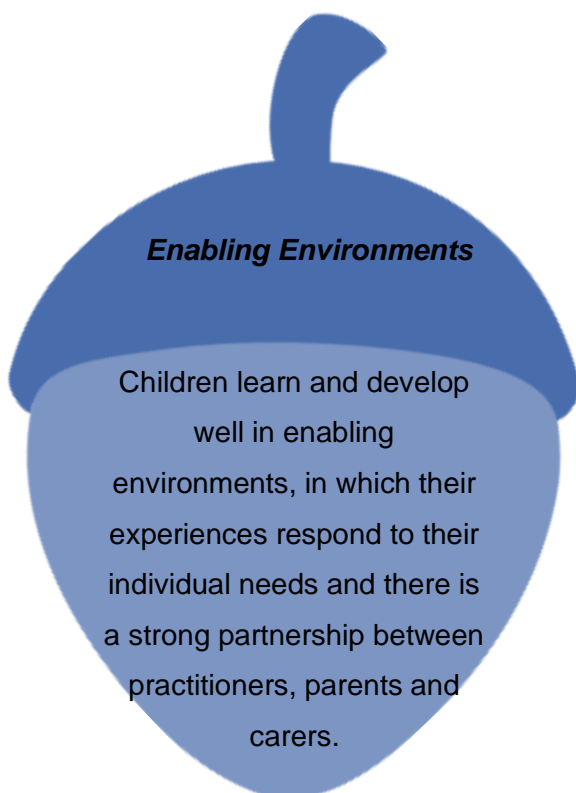 Enabling Environments
Children learn and develop
well in enabling
environments, in which their
experiences respond to their
individual needs and there is
a strong partnership between
practitioners, parents and
carers.